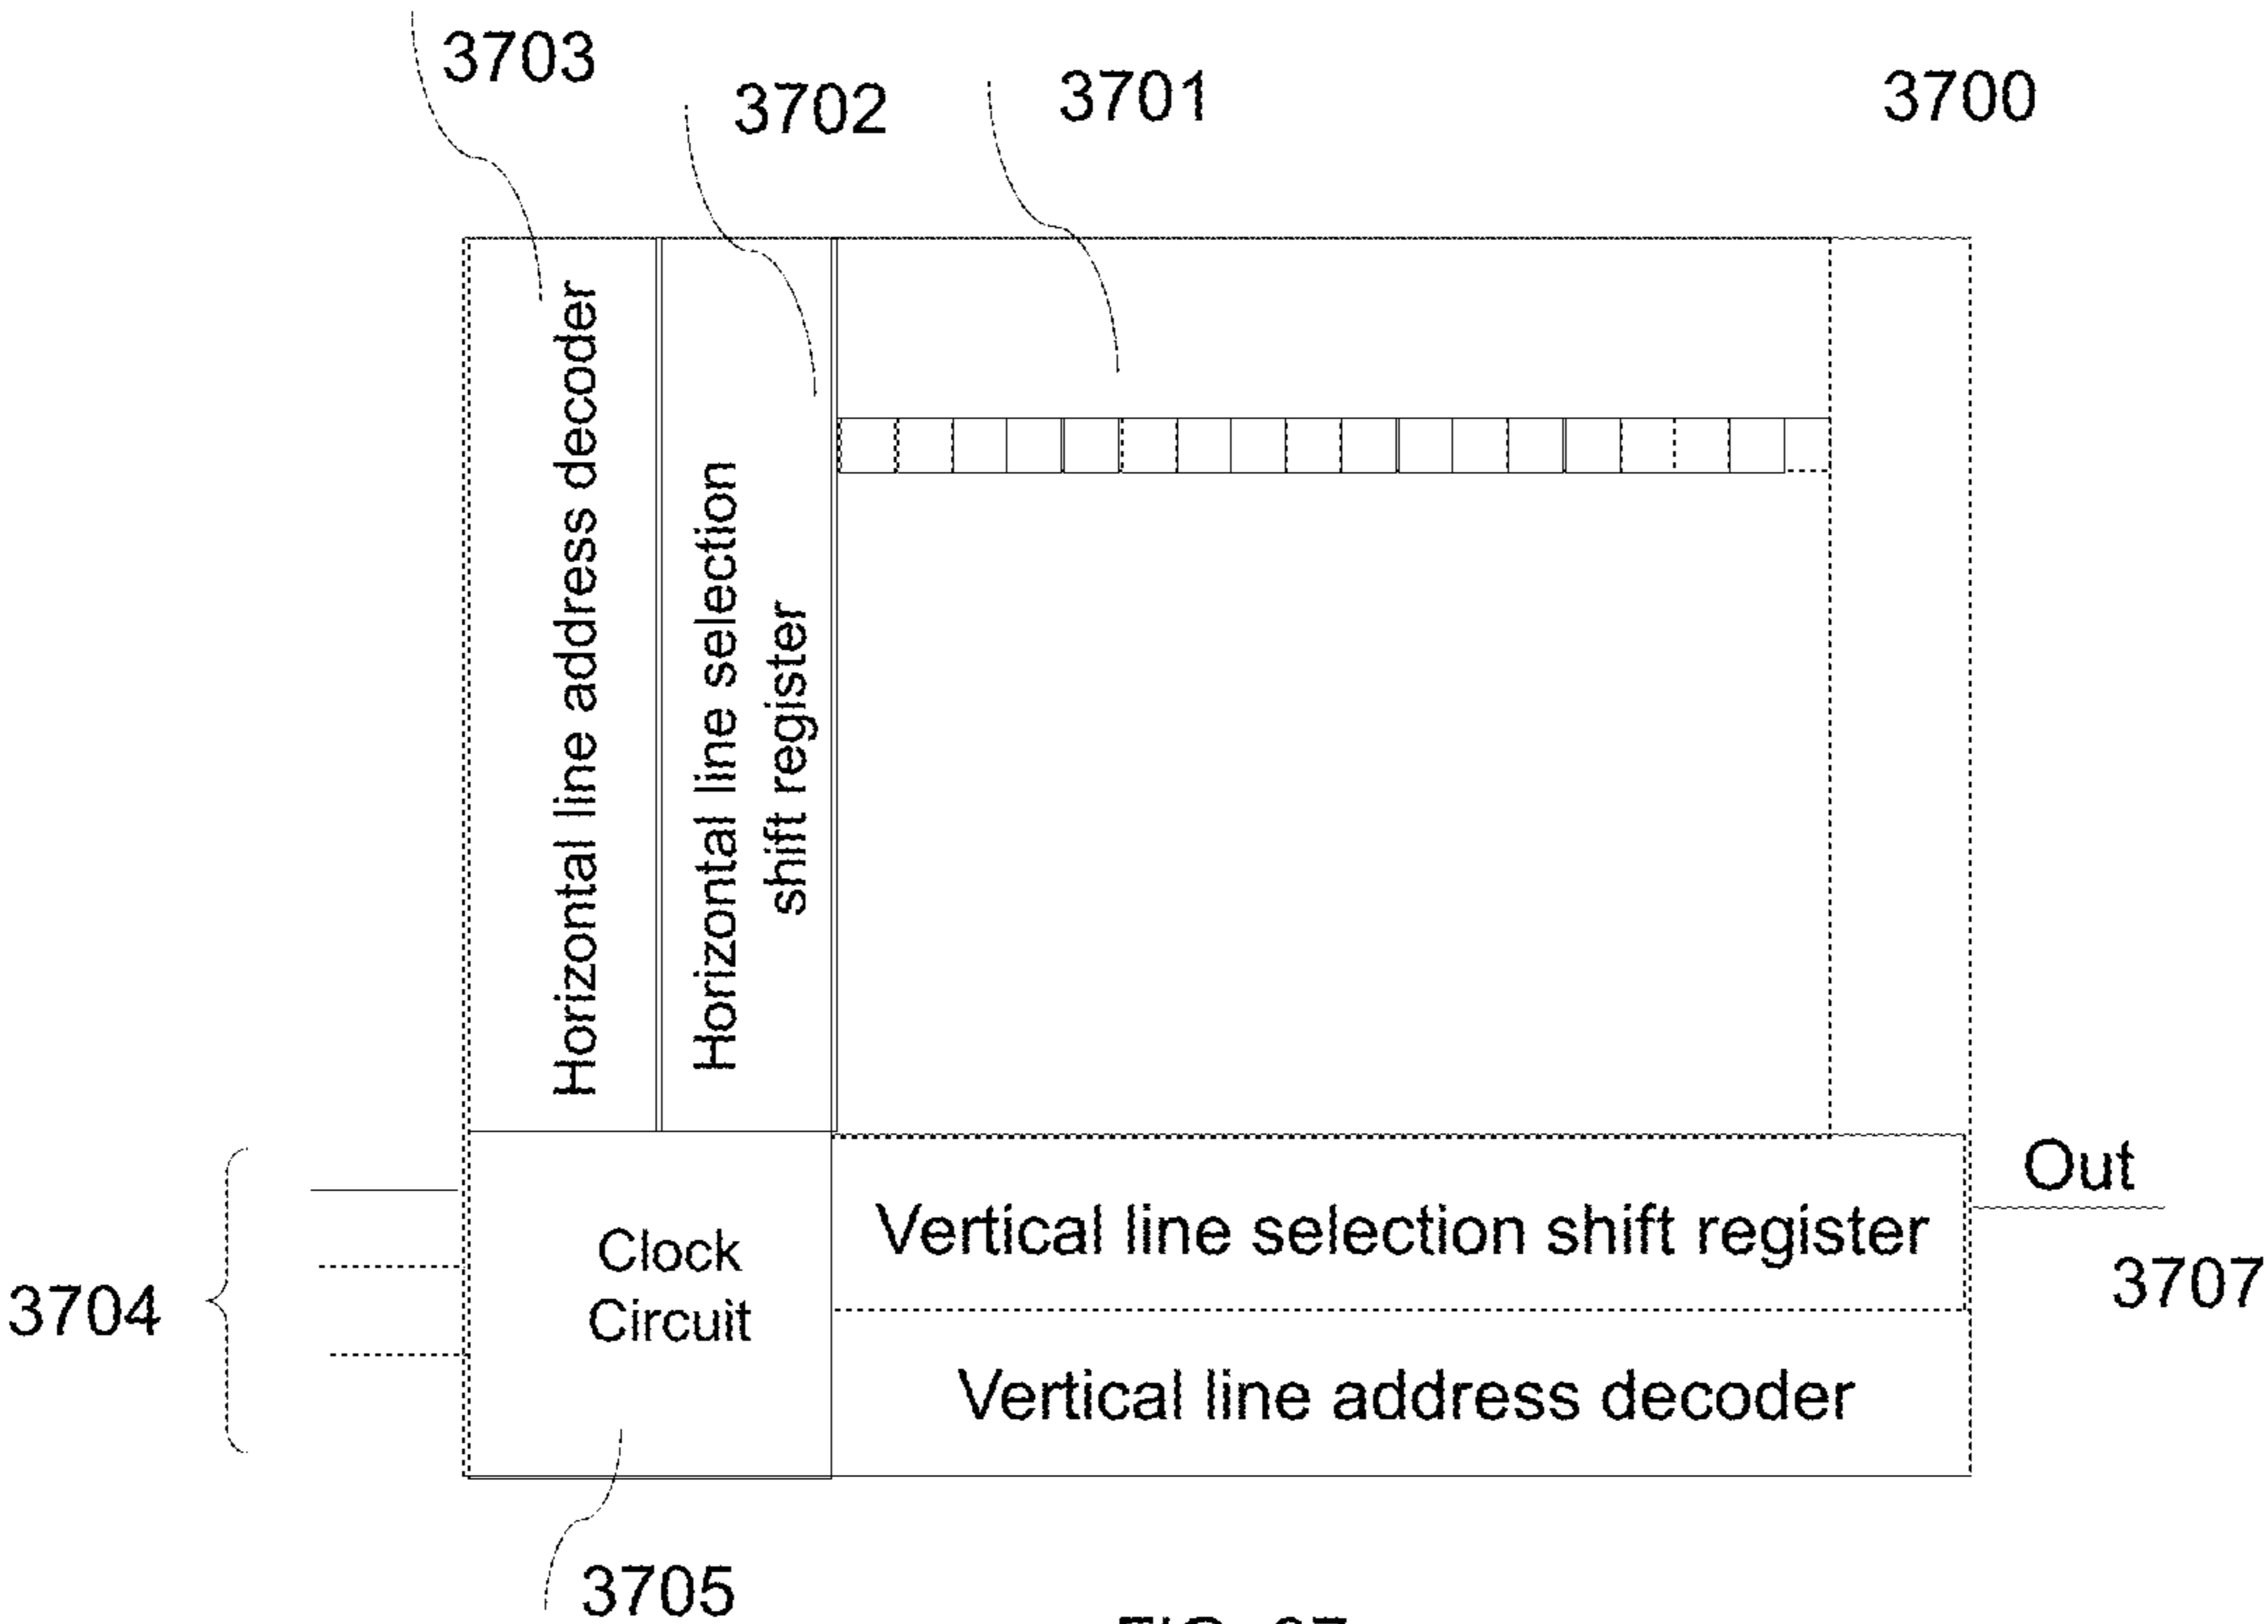 3703
3702
3701
3700
Horizontal line address decoder
Horizontal line selection
shift register
Out
3707
3704
Clock
Circuit
Vertical line selection shift register
Vertical line address decoder
3705